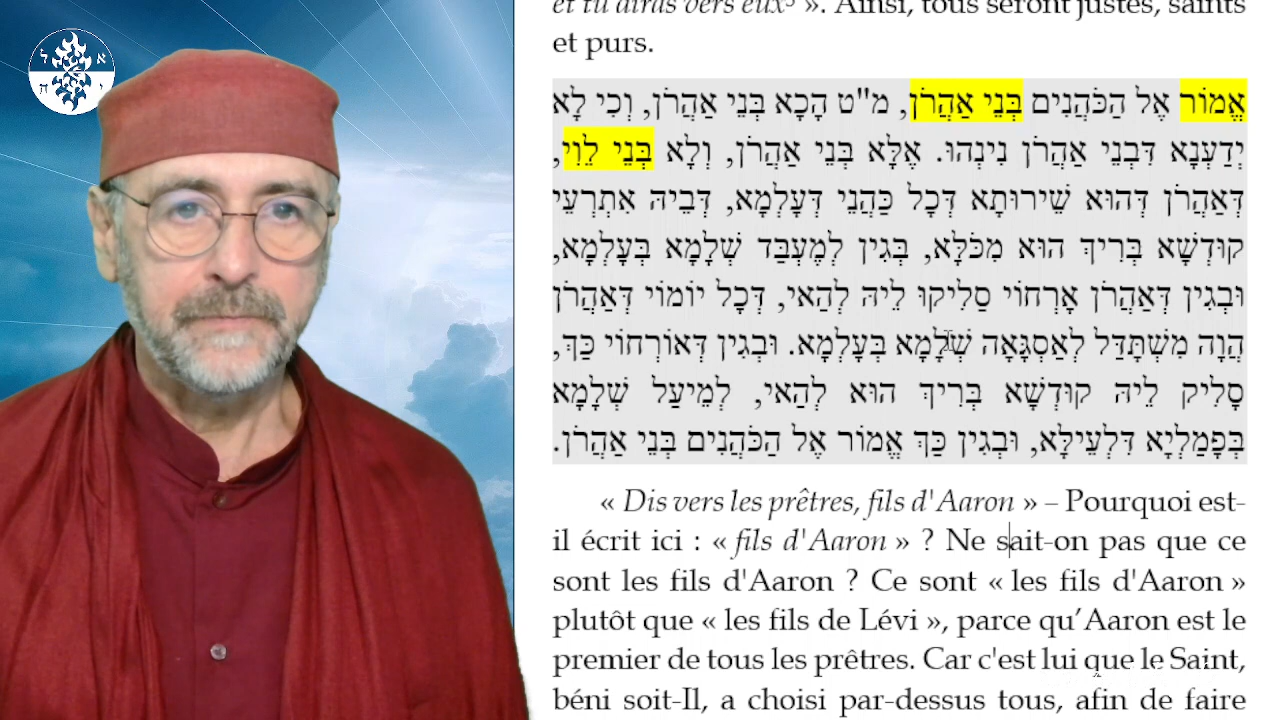 et tu diras vers eux⁵ ». Ainsi, tous seront justes, saints
et purs.
אֱמוֹר אֶל הַכֹּהֲנִים בְּנֵי אַהֲרֹן, מ"ט הָכָא בְּנֵי אַהֲרֹן, וְכִי לָא
יְדַעְנָא דִּבְנֵי אַהֲרֹן נִינְהוּ. אֶלָּא בְּנֵי אַהֲרֹן, וְלָא בְּנֵי לֵוִי,
דְּאַהֲרֹן דְּהוּא שֵׁירוּתָא דְּכָל כַּהֲנֵי דְּעָלְמָא, דְּבֵיהּ אִתְרְעֵי
קוּדְשָׁא בְּרִיךְ הוּא מִכֹּלָּא, בְּגִין לְמֶעְבַּד שְׁלָמָא בְּעָלְמָא,
וּבְגִין דְּאַהֲרֹן אָרְחוֹי סַלִיקוּ לֵיהּ לְהַאי, דְּכָל יוֹמוֹי דְּאַהֲרֹן
הֲוָה מִשְׁתָּדַּל לְאַסְגָּאָה שְׁלָמָא בְּעָלְמָא. וּבְגִין דְּאוֹרְחוֹי כַּךְ,
סָלִיק לֵיהּ קוּדְשָׁא בְּרִיךְ הוּא לְהַאי, לְמֵיעַל שְׁלָמָא
בְּפָמַלְיָא דִּלְעֵילָּא, וּבְגִין כַּךְ אֱמוֹר אֶל הַכֹּהֲנִים בְּנֵי אַהֲרֹן.
« Dis vers les prêtres, fils d'Aaron » – Pourquoi est-
il écrit ici : « fils d'Aaron » ? Ne sait-on pas que ce
sont les fils d'Aaron ? Ce sont « les fils d'Aaron »
plutôt que « les fils de Lévi », parce qu’Aaron est le
premier de tous les prêtres. Car c'est lui que le Saint,
béni soit-Il, a choisi par-dessus tous, afin de faire
א
ל
י
ה